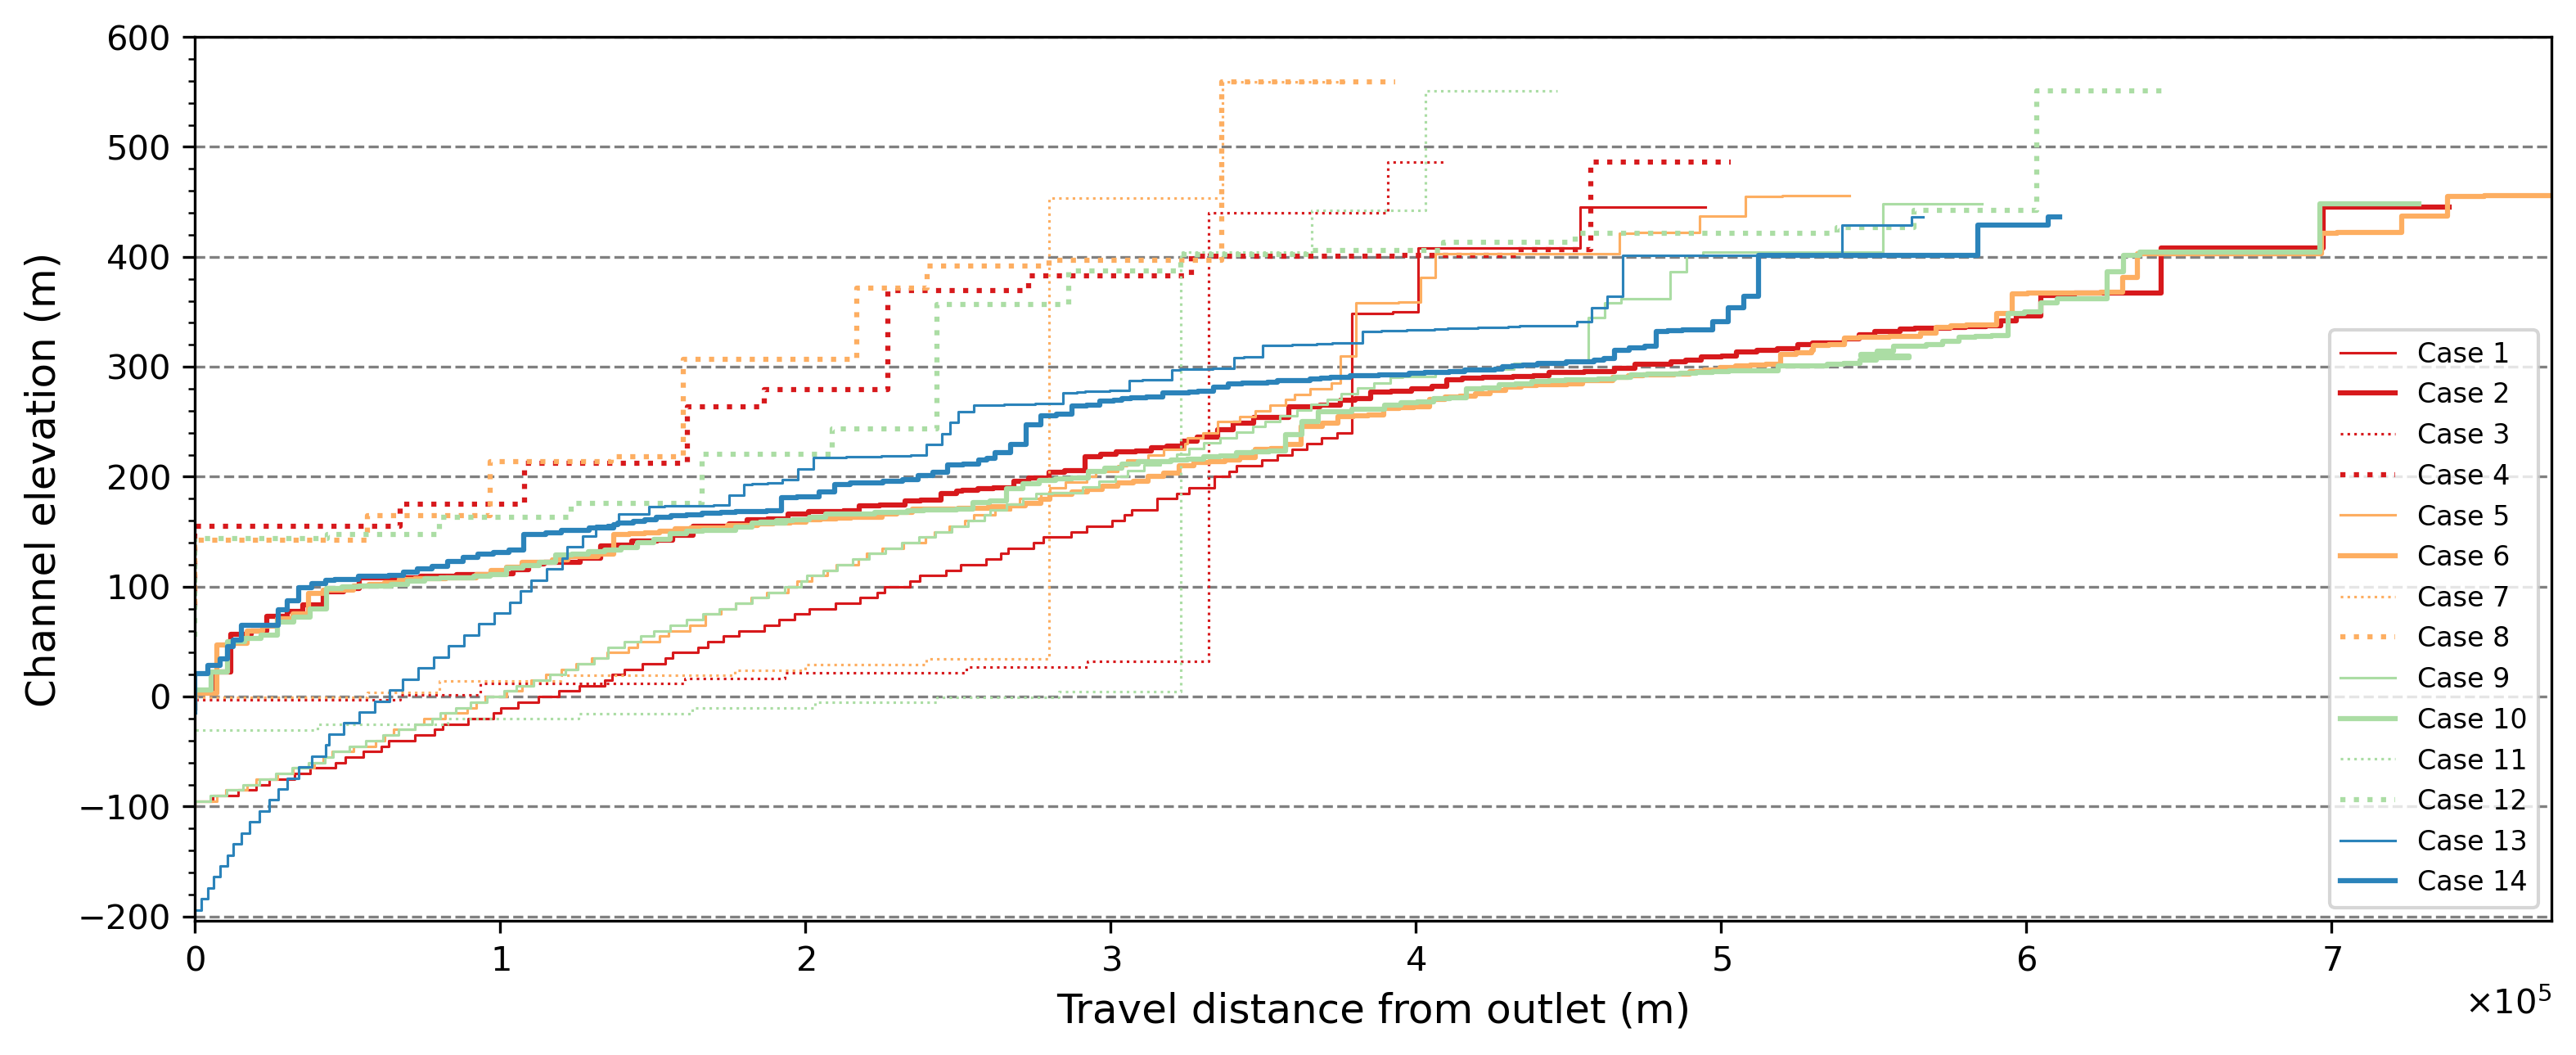 Channel elevation (m)
600
500
400
300
200
100
0
−100
−200
0 1 2 3 4 5 6 7
×10⁵
Travel distance from outlet (m)
Case 1
Case 2
Case 3
Case 4
Case 5
Case 6
Case 7
Case 8
Case 9
Case 10
Case 11
Case 12
Case 13
Case 14